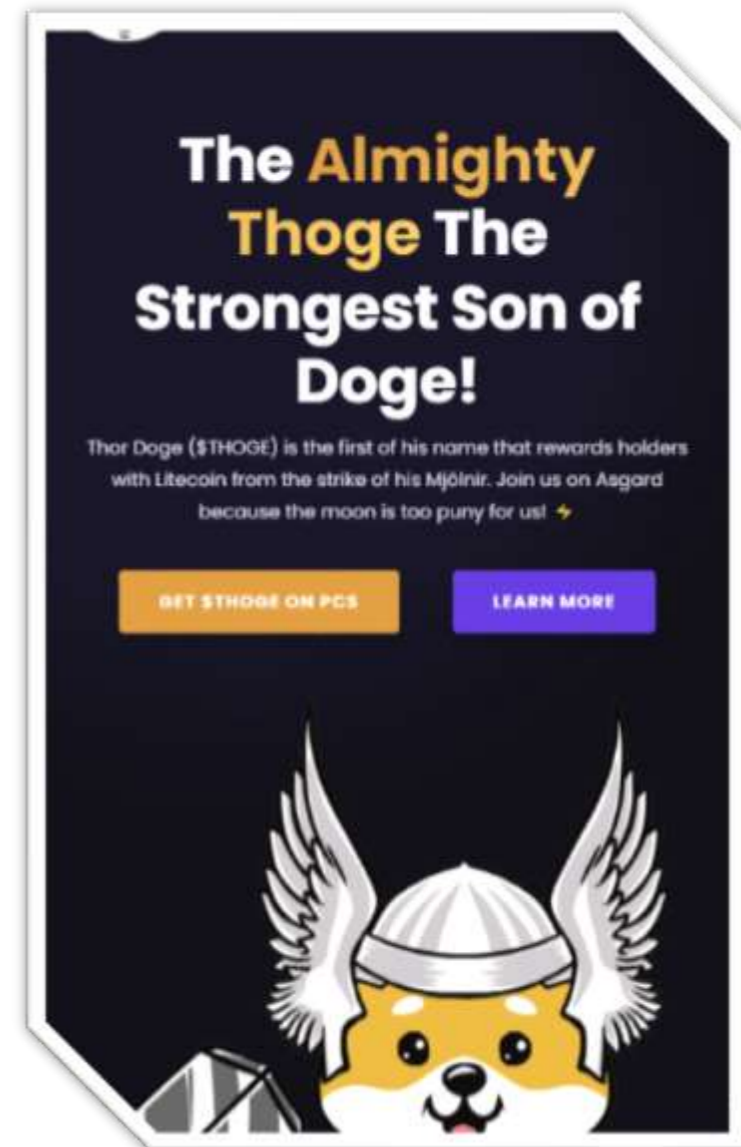 The Almighty
Thoge The
Strongest Son of
Doge!
Thor Doge ($THOGE) is the first of his name that rewards holders
with Litecoin from the strike of his Mjölnir. Join us on Asgard
because the moon is too puny for us! ⚡
GET $THOGE ON PCS
LEARN MORE